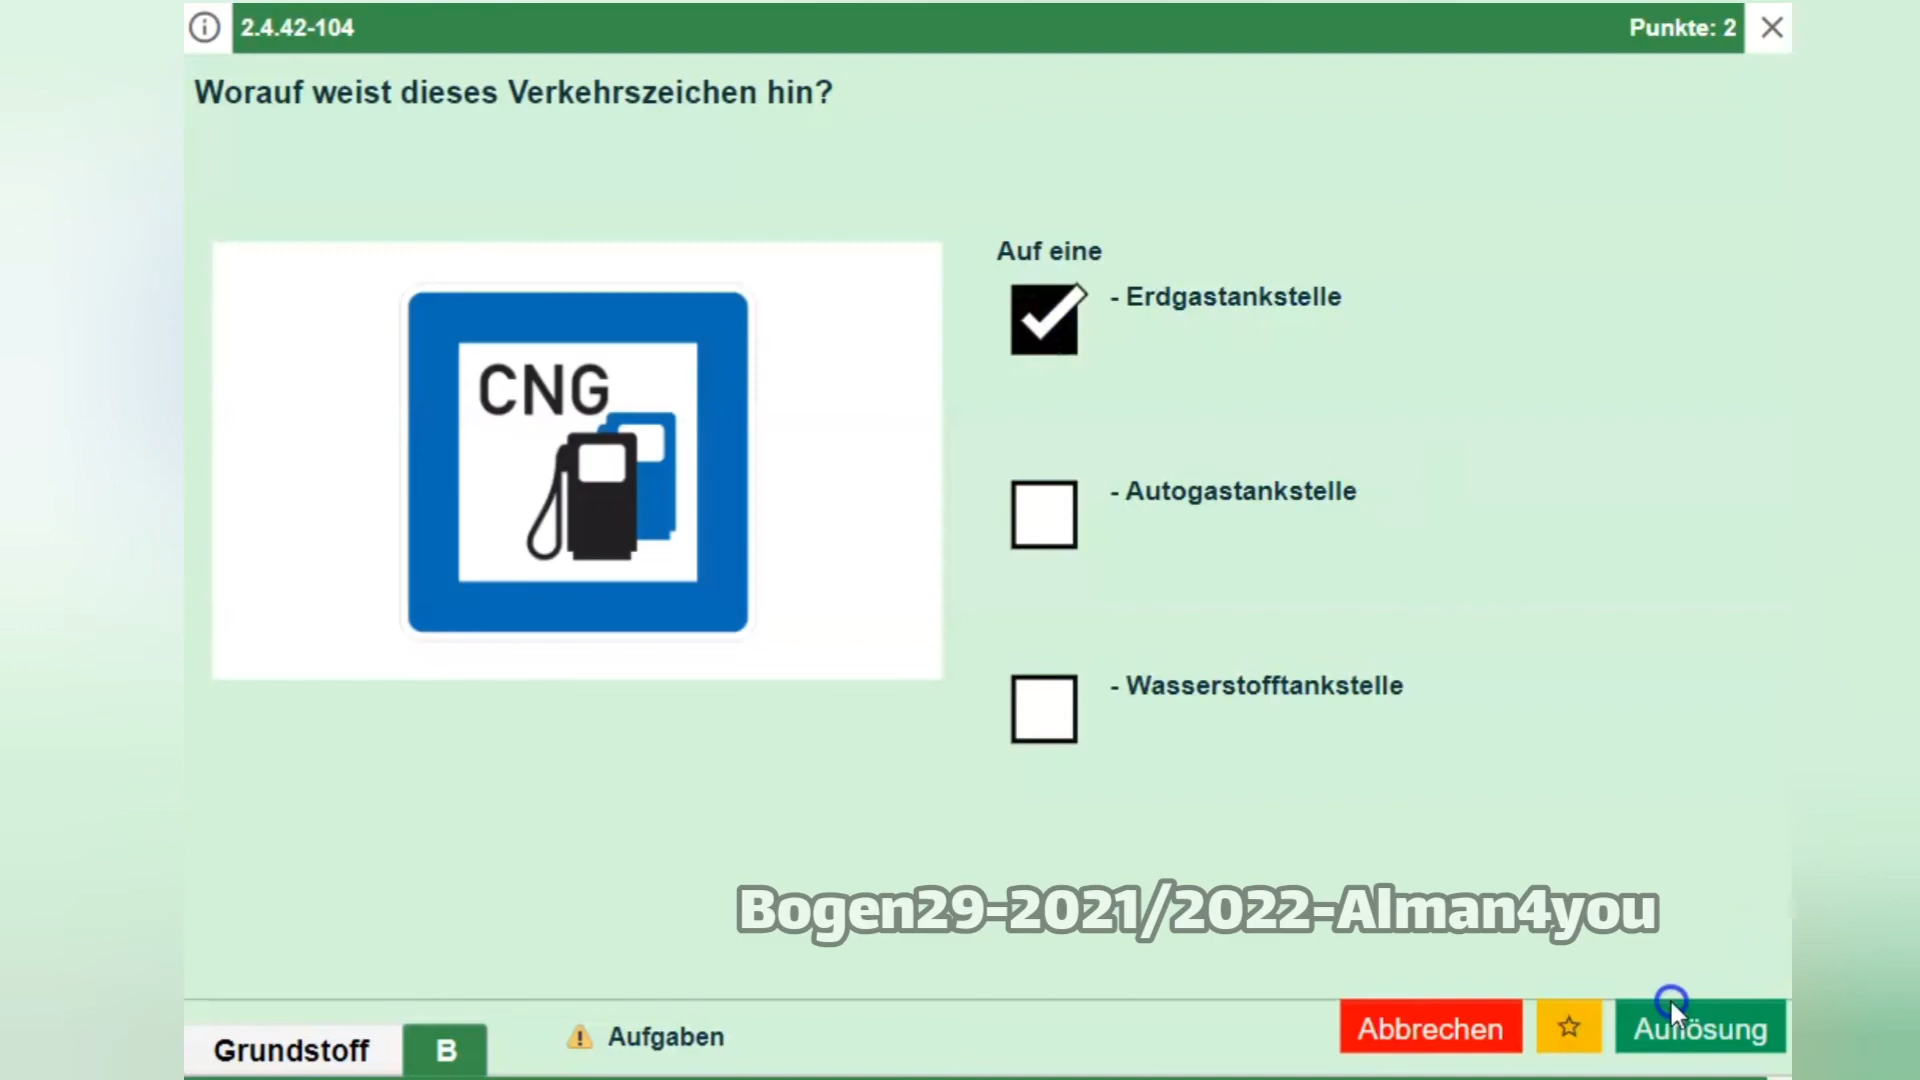 2.4.42-104
Punkte: 2
Worauf weist dieses Verkehrszeichen hin?
CNG
Auf eine
- Erdgastankstelle
- Autogastankstelle
- Wasserstofftankstelle
Bogen29-2021/2022-Alman4you
Grundstoff
B
Aufgaben
Abbrechen
Auflösung